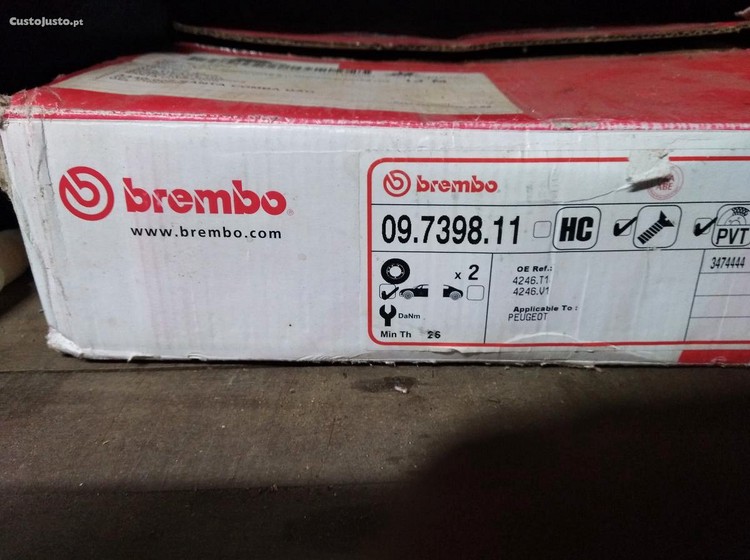 CustoJusto.pt
brembo
www.brembo.com
brembo
09.7398.11
HC
PVT
x 2
OE Ref.:
4246.T1
4246.V1
3474444
Applicable To :
PEUGEOT
DaNm
Min Th 26